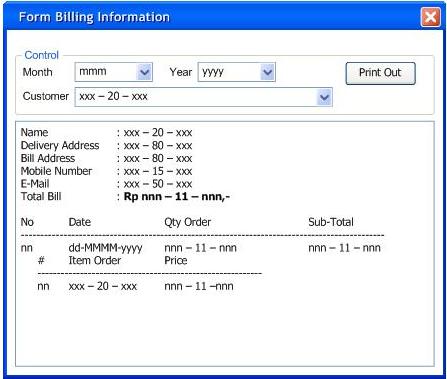 Form Billing Information
Control
Month mmm Year yyyy Print Out
Customer xxx – 20 – xxx
Name : xxx – 20 – xxx
Delivery Address : xxx – 80 – xxx
Bill Address : xxx – 80 – xxx
Mobile Number : xxx – 15 – xxx
E-Mail : xxx – 50 – xxx
Total Bill : Rp nnn – 11 – nnn,-
No Date Qty Order Sub-Total
nn dd-MMMM-yyyy nnn – 11 – nnn nnn – 11 – nnn
# Item Order Price
nn xxx – 20 – xxx nnn – 11 –nnn